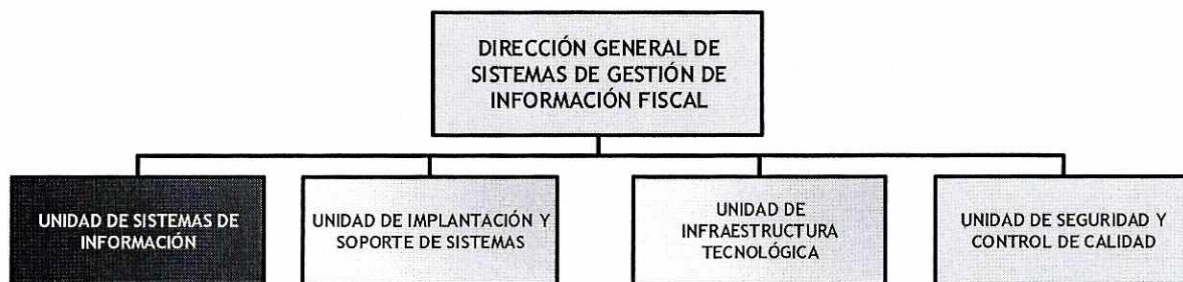 DIRECCIÓN GENERAL DE
SISTEMAS DE GESTIÓN DE
INFORMACIÓN FISCAL
UNIDAD DE SISTEMAS DE
INFORMACIÓN
UNIDAD DE IMPLANTACIÓN Y
SOPORTE DE SISTEMAS
UNIDAD DE
INFRAESTRUCTURA
TECNOLÓGICA
UNIDAD DE SEGURIDAD Y
CONTROL DE CALIDAD